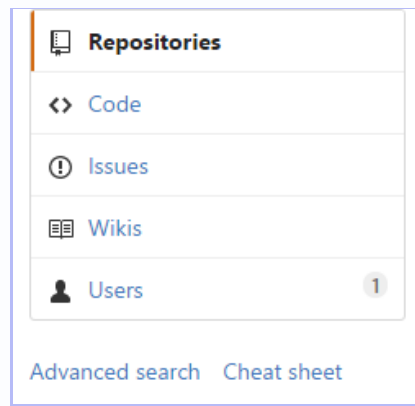 Repositories
Code
Issues
Wikis
Users 1
Advanced search Cheat sheet